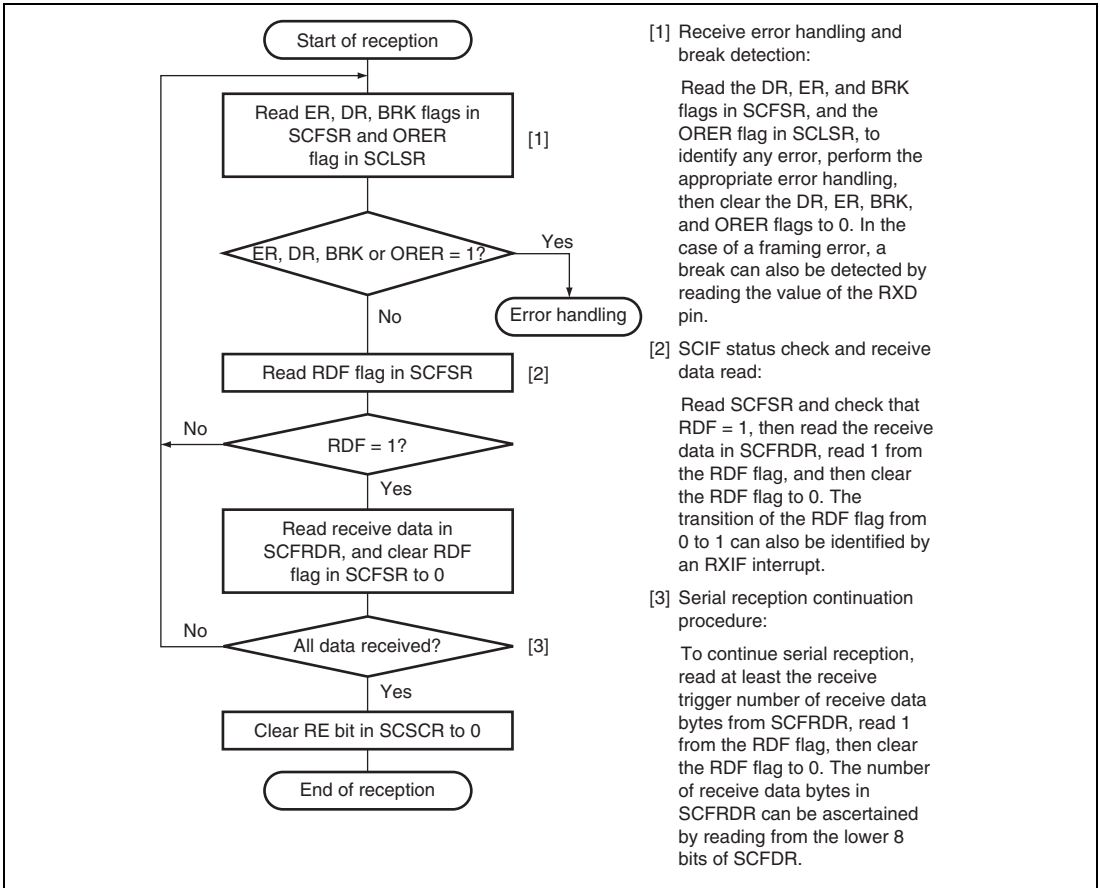 Start of reception
Read ER, DR, BRK flags in
SCFSR and ORER
flag in SCLSR
[1]
ER, DR, BRK or ORER = 1?
Yes
Error handling
No
Read RDF flag in SCFSR
[2]
No
RDF = 1?
Yes
Read receive data in
SCFRDR, and clear RDF
flag in SCFSR to 0
No
All data received?
[3]
Yes
Clear RE bit in SCSCR to 0
End of reception
[1] Receive error handling and
break detection:
Read the DR, ER, and BRK
flags in SCFSR, and the
ORER flag in SCLSR, to
identify any error, perform the
appropriate error handling,
then clear the DR, ER, BRK,
and ORER flags to 0. In the
case of a framing error, a
break can also be detected by
reading the value of the RXD
pin.
[2] SCIF status check and receive
data read:
Read SCFSR and check that
RDF = 1, then read the receive
data in SCFRDR, read 1 from
the RDF flag, and then clear
the RDF flag to 0. The
transition of the RDF flag from
0 to 1 can also be identified by
an RXIF interrupt.
[3] Serial reception continuation
procedure:
To continue serial reception,
read at least the receive
trigger number of receive data
bytes from SCFRDR, read 1
from the RDF flag, then clear
the RDF flag to 0. The number
of receive data bytes in
SCFRDR can be ascertained
by reading from the lower 8
bits of SCFDR.